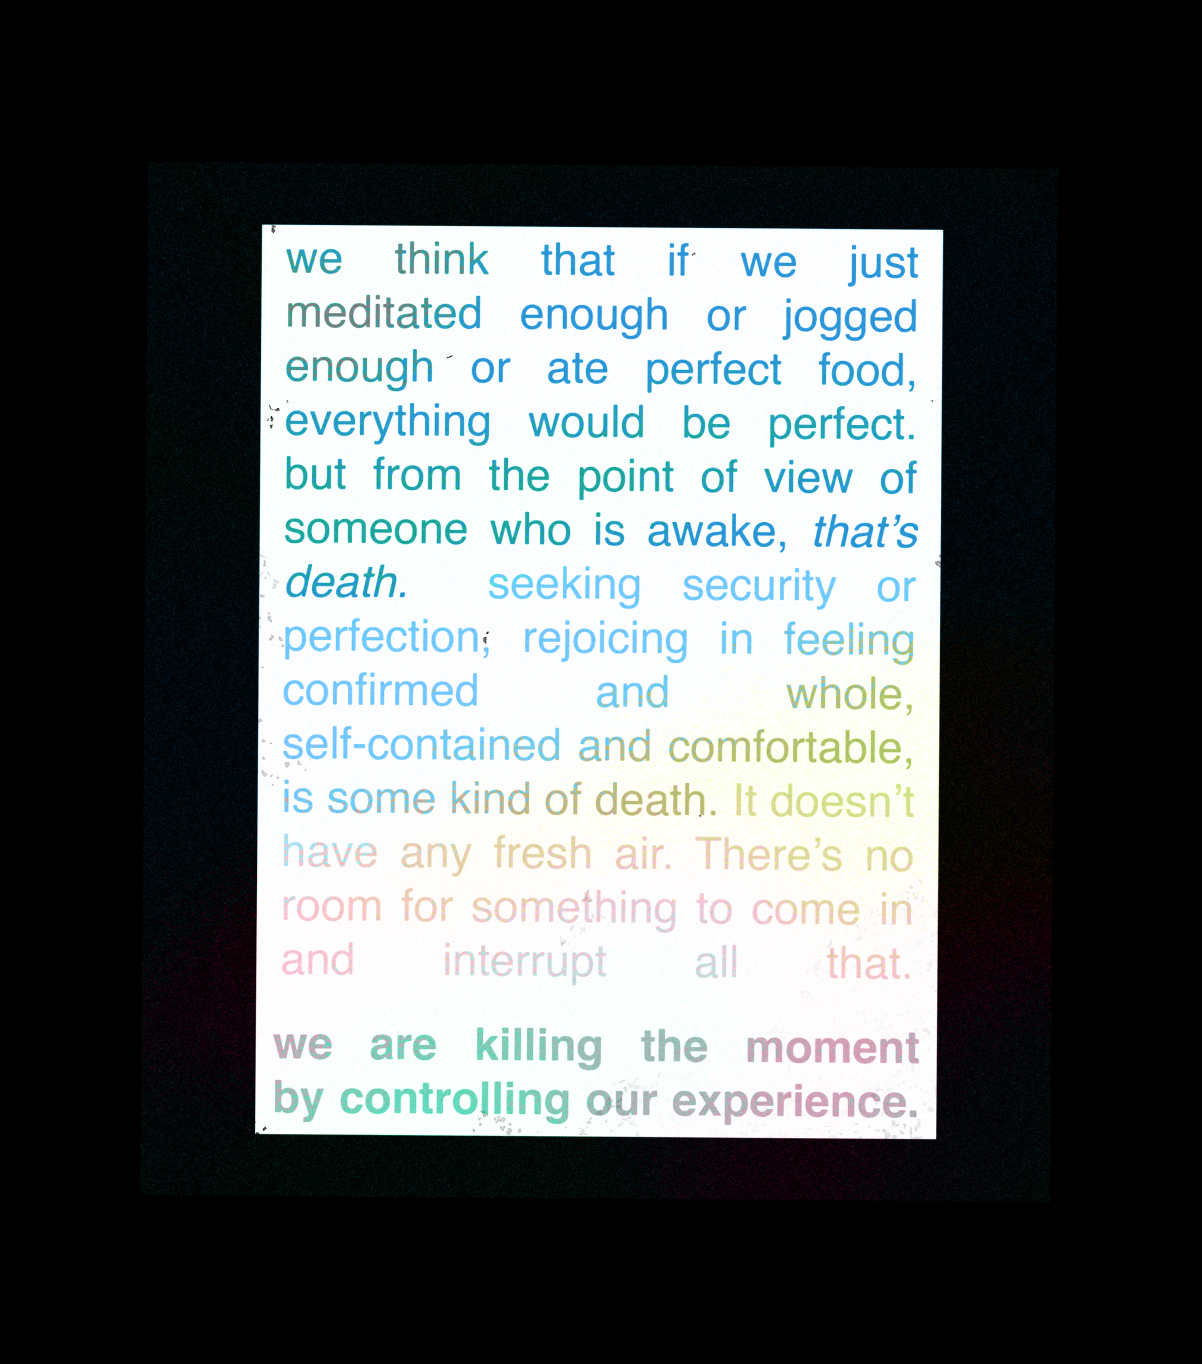 we think that if we just
meditated enough or jogged
enough or ate perfect food,
everything would be perfect.
but from the point of view of
someone who is awake, that's
death. seeking security or
perfection, rejoicing in feeling
confirmed and whole,
self-contained and comfortable,
is some kind of death. It doesn't
have any fresh air. There's no
room for something to come in
and interrupt all that.
we are killing the moment
by controlling our experience.